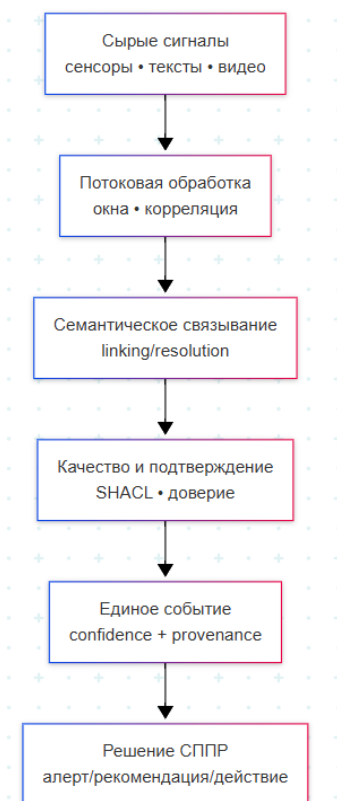 Сырые сигналы
сенсоры • тексты • видео
Потоковая обработка
окна • корреляция
Семантическое связывание
linking/resolution
Качество и подтверждение
SHACL • доверие
Единое событие
confidence + provenance
Решение СППР
алерт/рекомендация/действие